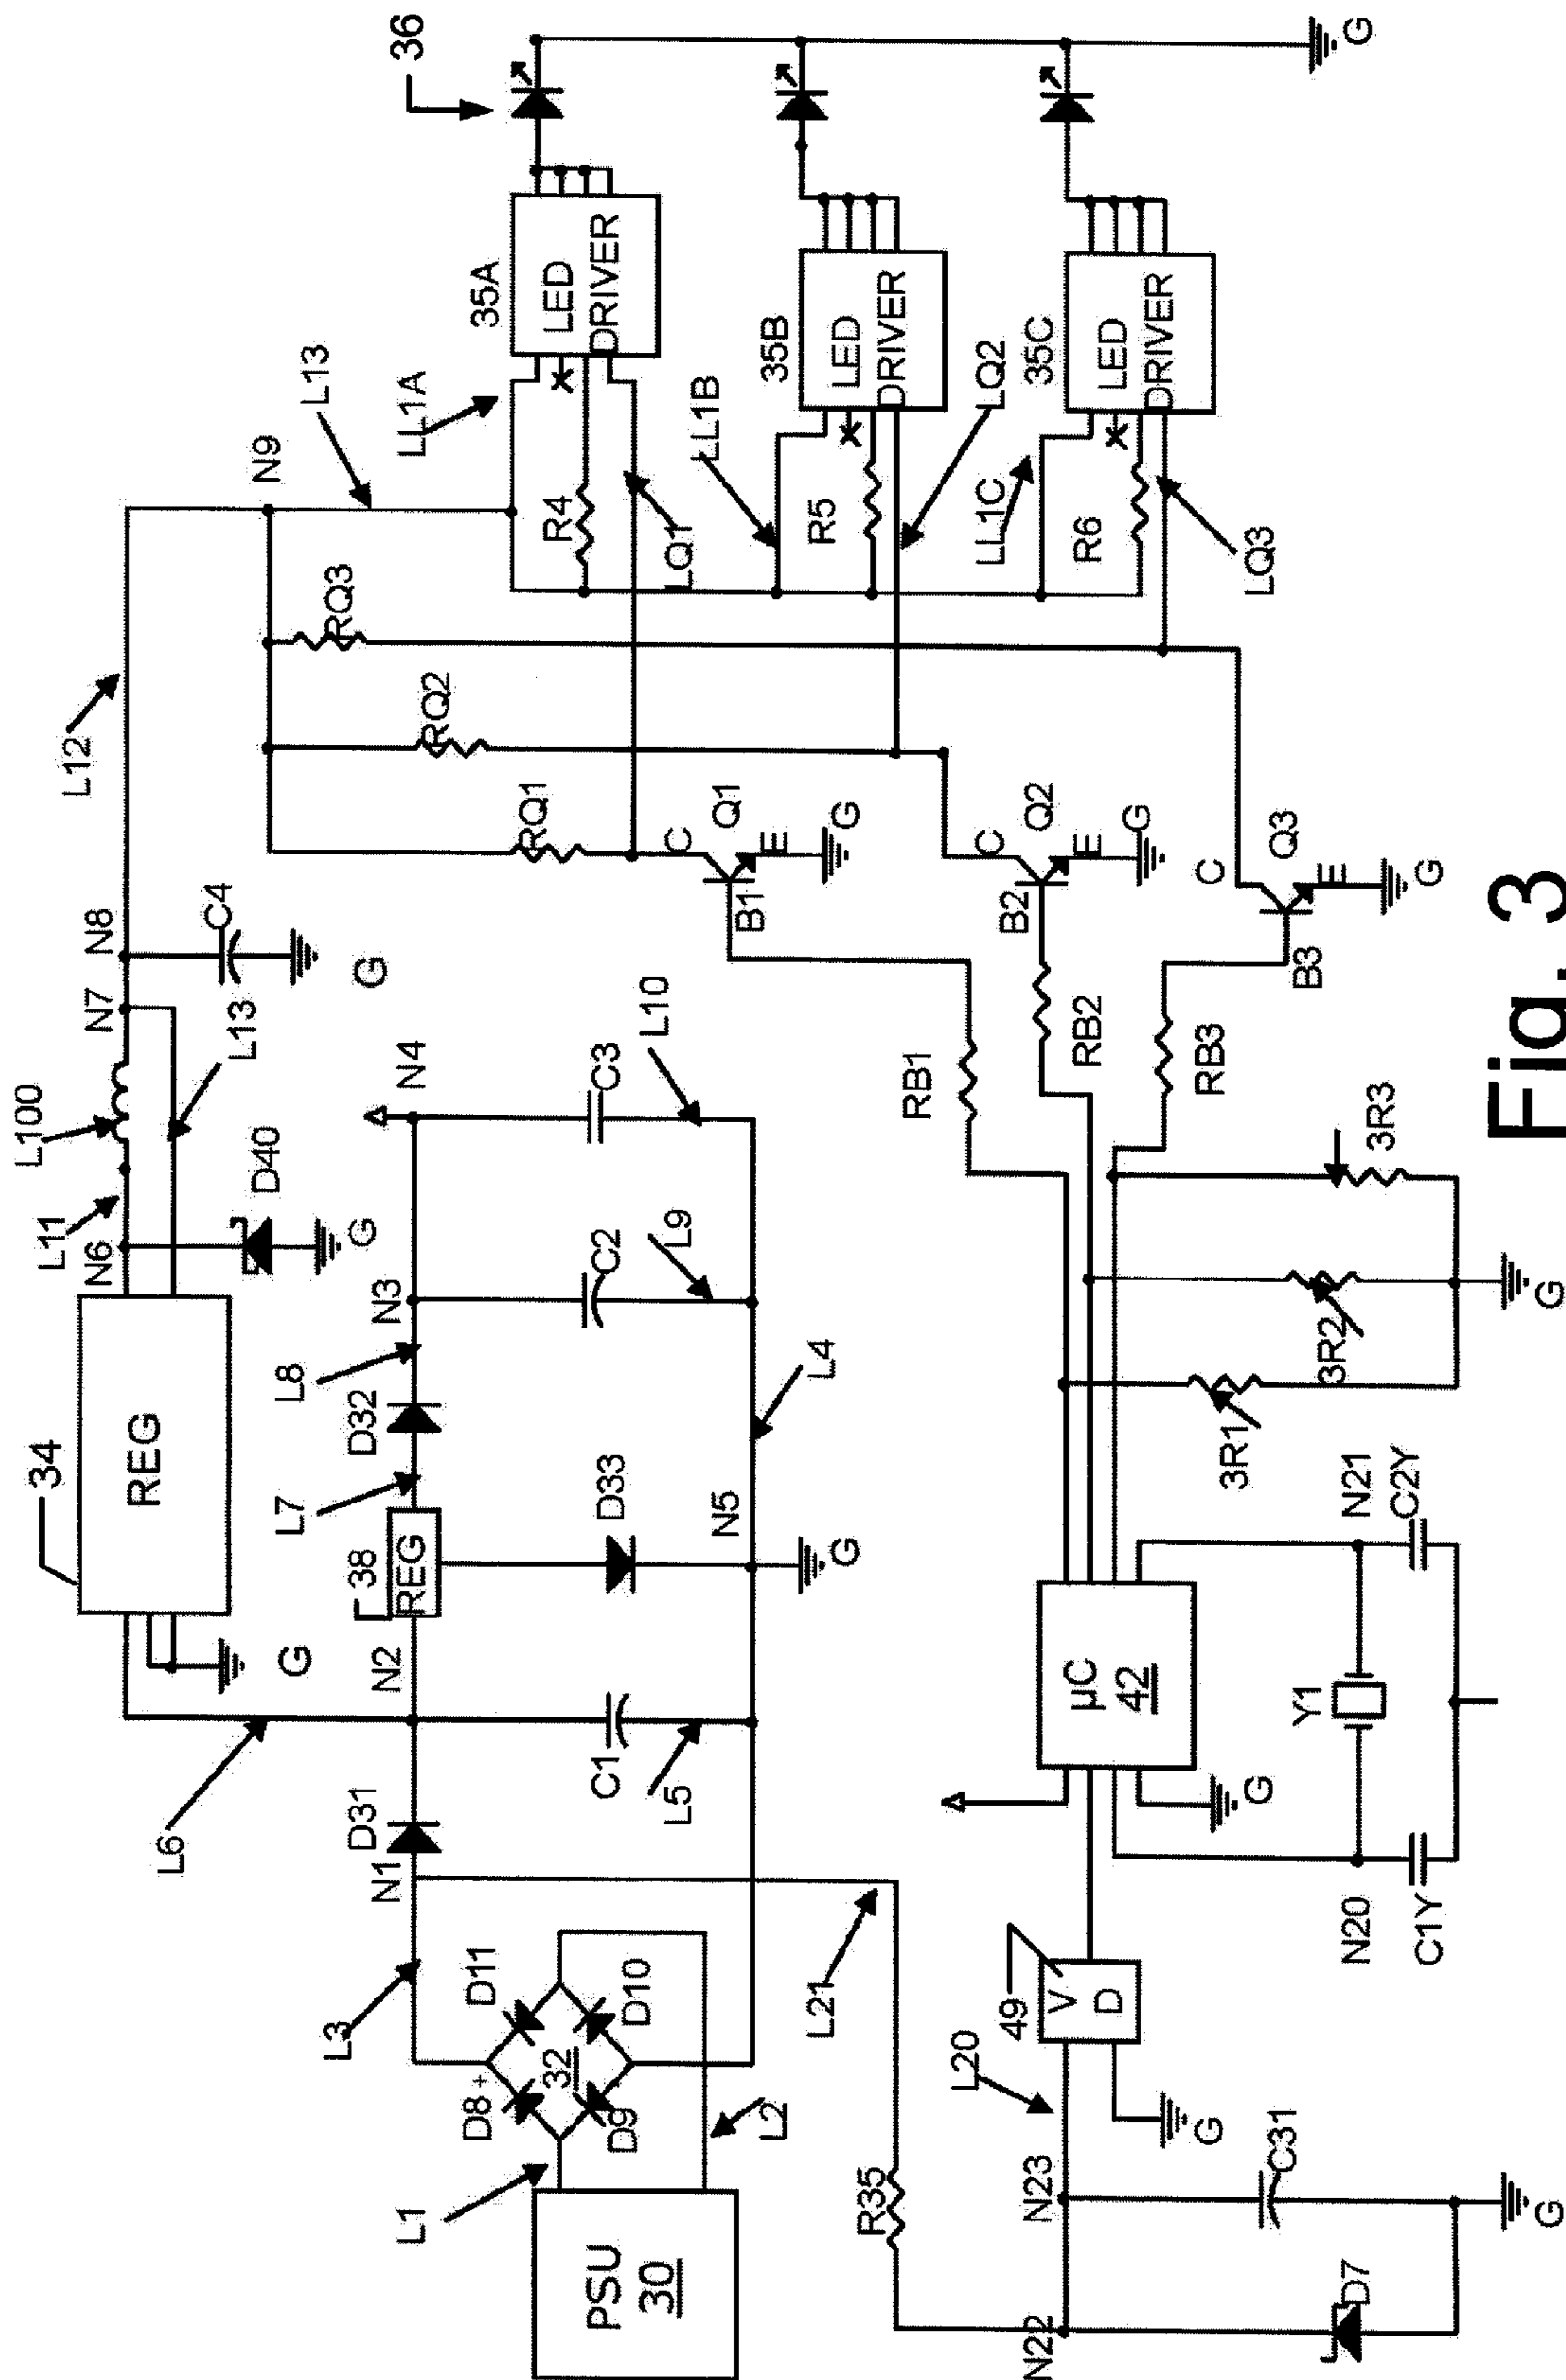 36
L12
N9
L13
LL1A
35A
LED
DRIVER
L100
N7
N8
C4
G
RQ3
RQ2
RQ1
R4
LQ1
34
REG
N6
L11
D40
G
L13
C
Q1
E
G
B1
LL1B
R5
35B
LED
DRIVER
LQ2
LL1C
R6
35C
LED
DRIVER
LQ3
G
G
L6
D31
N1
L3
N2
38
REG
L7
D32
L8
N3
N4
C1
L5
D33
N5
C2
L9
C3
L10
L4
G
L1
PSU
30
D8
+
D11
32
D9
D10
L2
L21
R35
RB1
RB2
RB3
B2
C
Q2
E
G
B3
C
Q3
E
G
L20
49
V
D
G
N22
N23
C31
D7
G
µC
42
G
Y1
N20
C1Y
N21
C2Y
3R1
3R2
3R3
G
Fig. 3